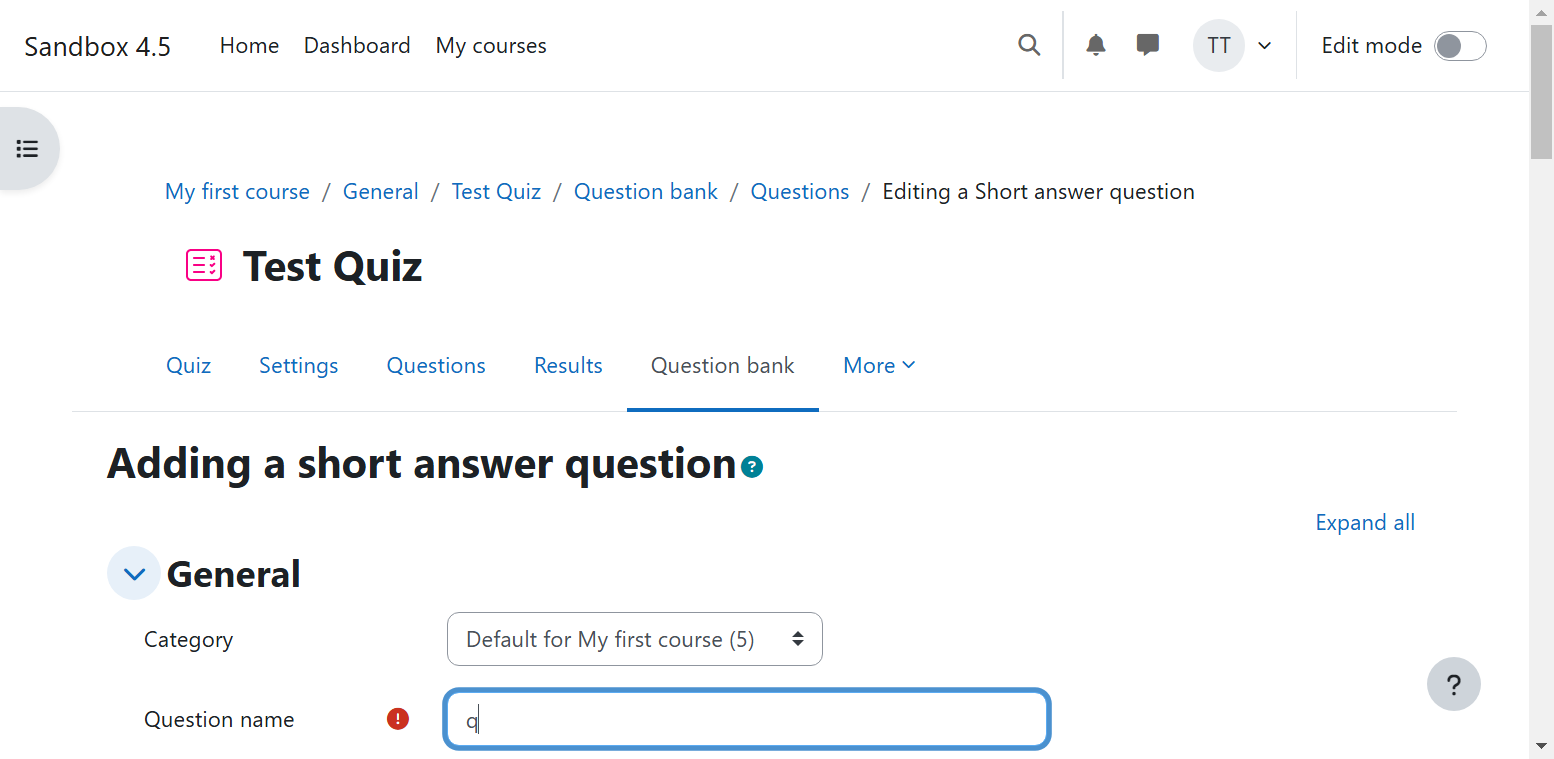 Sandbox 4.5 Home Dashboard My courses TT Edit mode
My first course / General / Test Quiz / Question bank / Questions / Editing a Short answer question
Test Quiz
Quiz Settings Questions Results Question bank More
Adding a short answer question ?
Expand all
General
Category Default for My first course (5)
?
Question name ! q